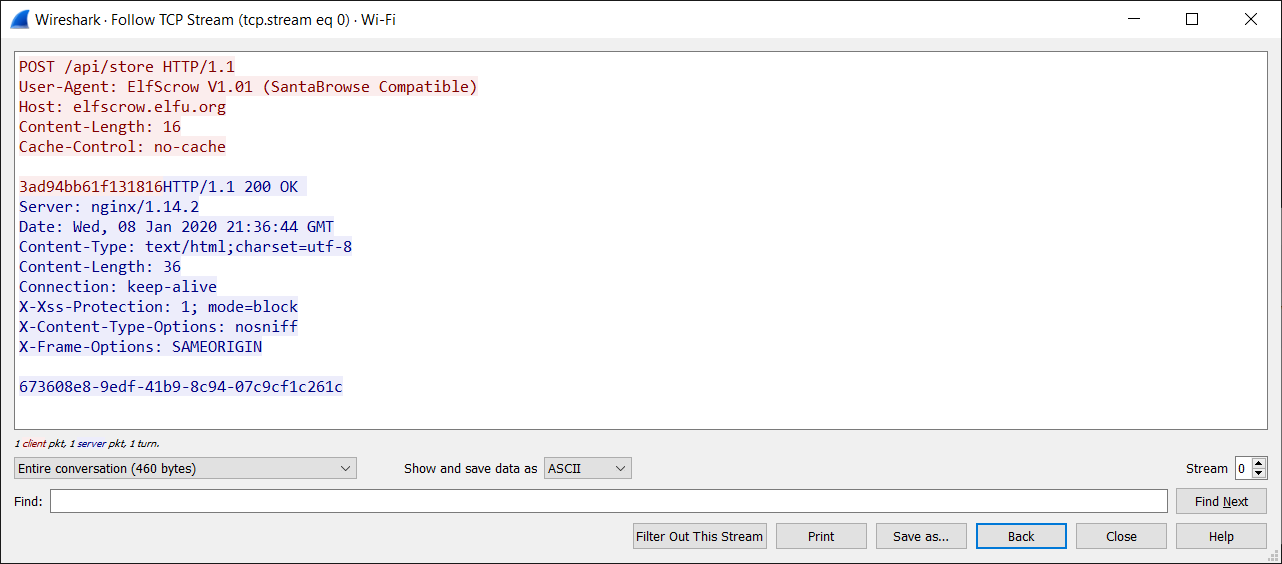 Wireshark · Follow TCP Stream (tcp.stream eq 0) · Wi-Fi
POST /api/store HTTP/1.1
User-Agent: ElfScrow V1.01 (SantaBrowse Compatible)
Host: elfscrow.elfu.org
Content-Length: 16
Cache-Control: no-cache
3ad94bb61f131816HTTP/1.1 200 OK
Server: nginx/1.14.2
Date: Wed, 08 Jan 2020 21:36:44 GMT
Content-Type: text/html;charset=utf-8
Content-Length: 36
Connection: keep-alive
X-Xss-Protection: 1; mode=block
X-Content-Type-Options: nosniff
X-Frame-Options: SAMEORIGIN
673608e8-9edf-41b9-8c94-07c9cf1c261c
1 client pkt, 1 server pkt, 1 turn.
Entire conversation (460 bytes) Show and save data as ASCII Stream 0
Find: Find Next
Filter Out This Stream Print Save as... Back Close Help